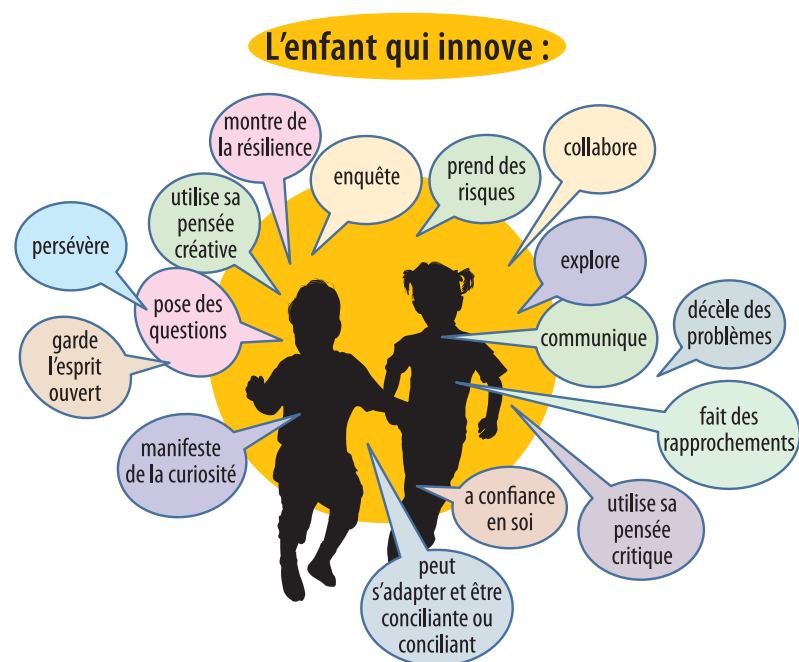 L'enfant qui innove :
montre de
la résilience
enquête
prend des
risques
collabore
utilise sa
pensée
créative
persévère
explore
pose des
questions
communique
décèle des
problèmes
garde
l'esprit
ouvert
fait des
rapprochements
manifeste
de la curiosité
a confiance
en soi
utilise sa
pensée
critique
peut
s'adapter et être
conciliante ou
conciliant